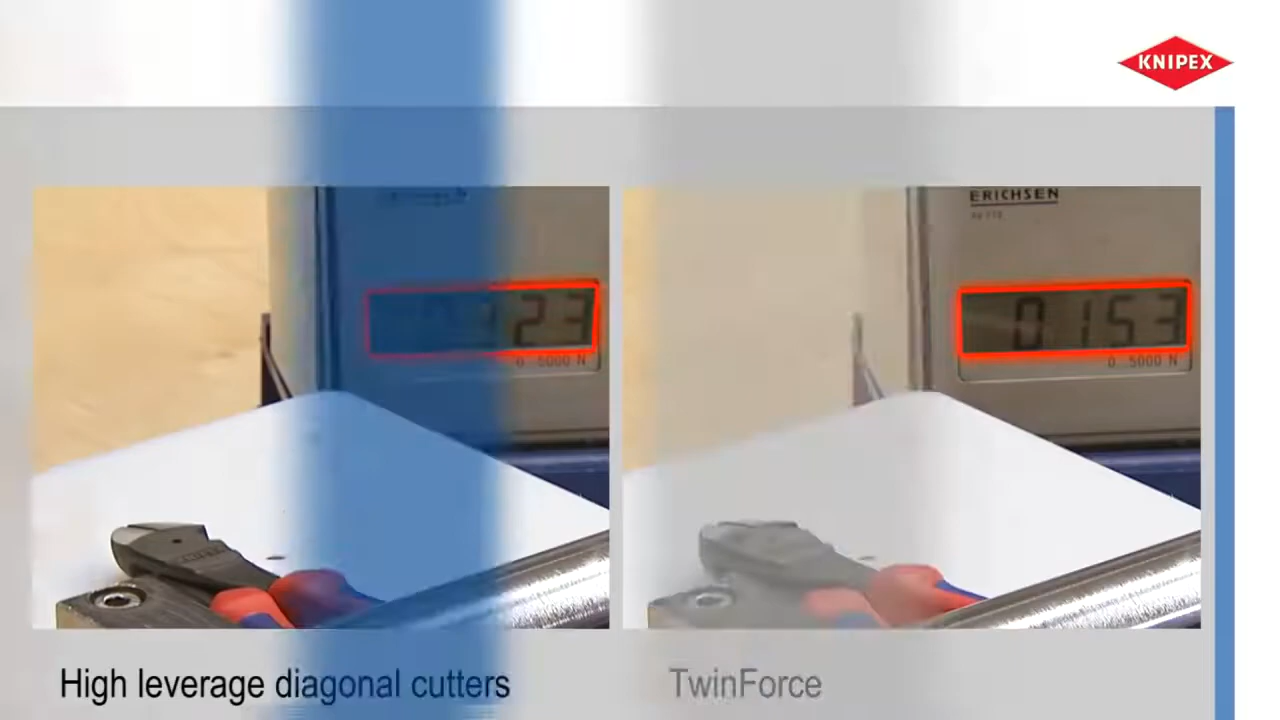 KNIPEX
ERICHSEN
23
0153
0 5000 N
0 5000 N
High leverage diagonal cutters
TwinForce